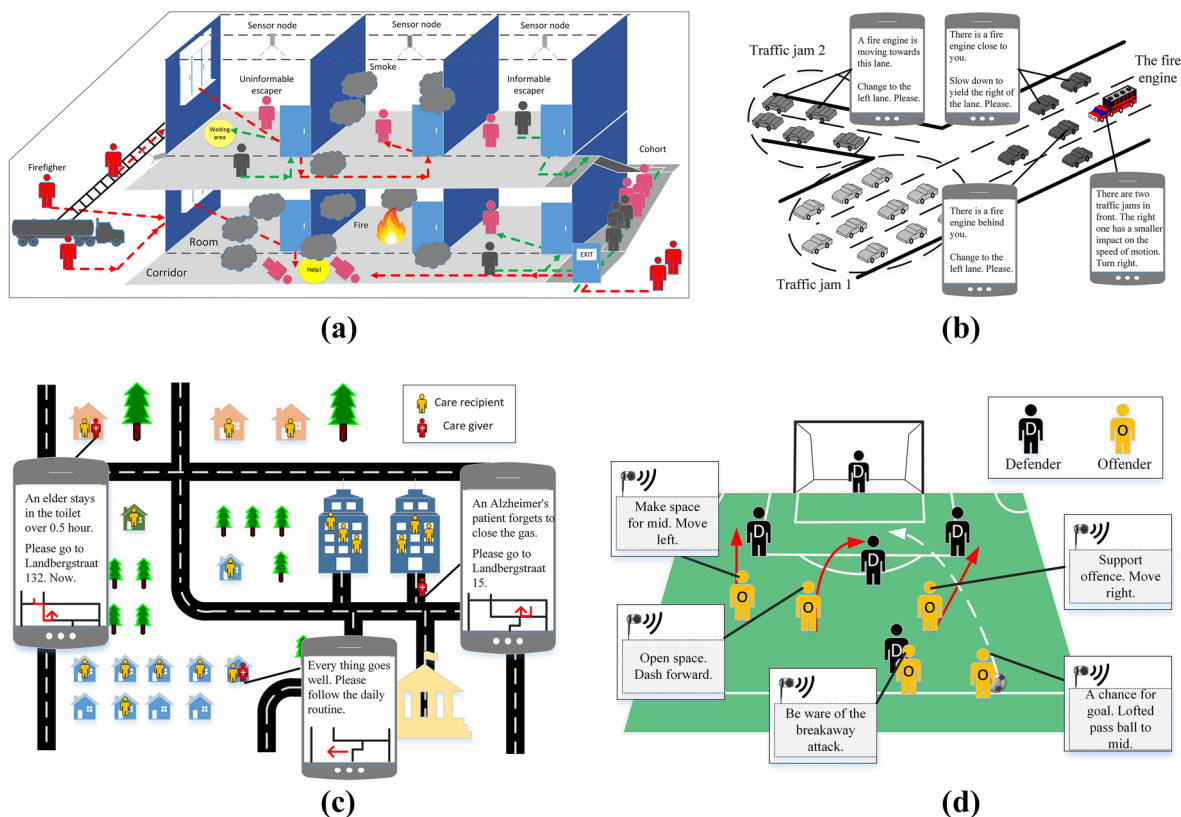 Sensor node
Sensor node
Sensor node
Smoke
Uninformable
escaper
Informable
escaper
Waiting
area
Firefigher
Cohort
Room
Fire
Corridor
Help!
EXIT
(a)
Traffic jam 2
A fire engine is
moving towards
this lane.
Change to the
left lane. Please.
There is a fire
engine close to
you.
Slow down to
yield the right of
the lane. Please.
The fire
engine
There is a fire
engine behind
you.
Change to the
left lane. Please.
There are two
traffic jams in
front. The right
one has a smaller
impact on the
speed of motion.
Turn right.
Traffic jam 1
(b)
Care recipient
Care giver
An elder stays
in the toilet
over 0.5 hour.
Please go to
Landbergstraat
132. Now.
An Alzheimer's
patient forgets to
close the gas.
Please go to
Landbergstraat
15.
Every thing goes
well. Please
follow the daily
routine.
(c)
D
O
Defender
Offender
Make space
for mid. Move
left.
D
D
D
D
Support
offence. Move
right.
O
O
O
Open space.
Dash forward.
D
O
O
Be ware of the
breakaway
attack.
A chance for
goal. Lofted
pass ball to
mid.
(d)